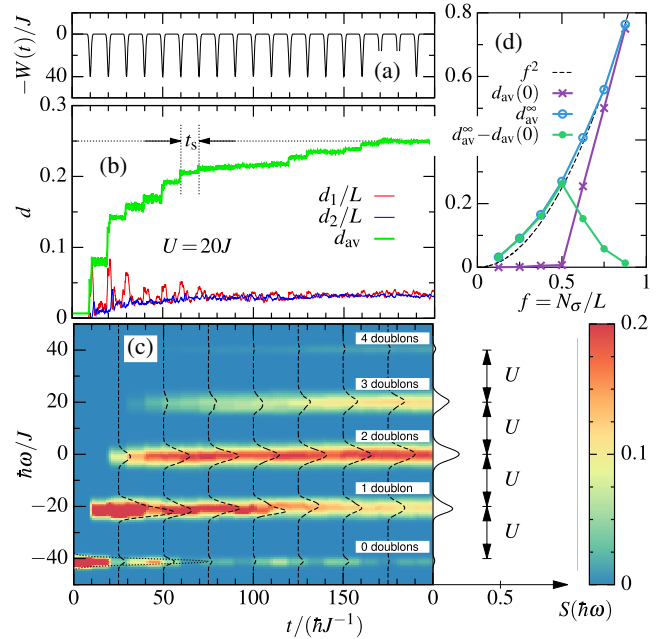 −W(t)/J
0
20
40
(a)
0.3
0.2
0.1
0
d
(b)
t_s
d_1/L
d_2/L
d_av
U=20J
(d)
0.8
0.6
0.4
0.2
0
f^2
d_av(0)
d_av^∞
d_av^∞−d_av(0)
0 0.5 1
f=N_σ/L
(c)
40
20
0
−20
−40
ℏω/J
4 doublons
3 doublons
2 doublons
1 doublon
0 doublons
U
U
U
U
0 50 100 150 0 0.5
t/(ℏJ^−1)
S(ℏω)
0.2
0.1
0